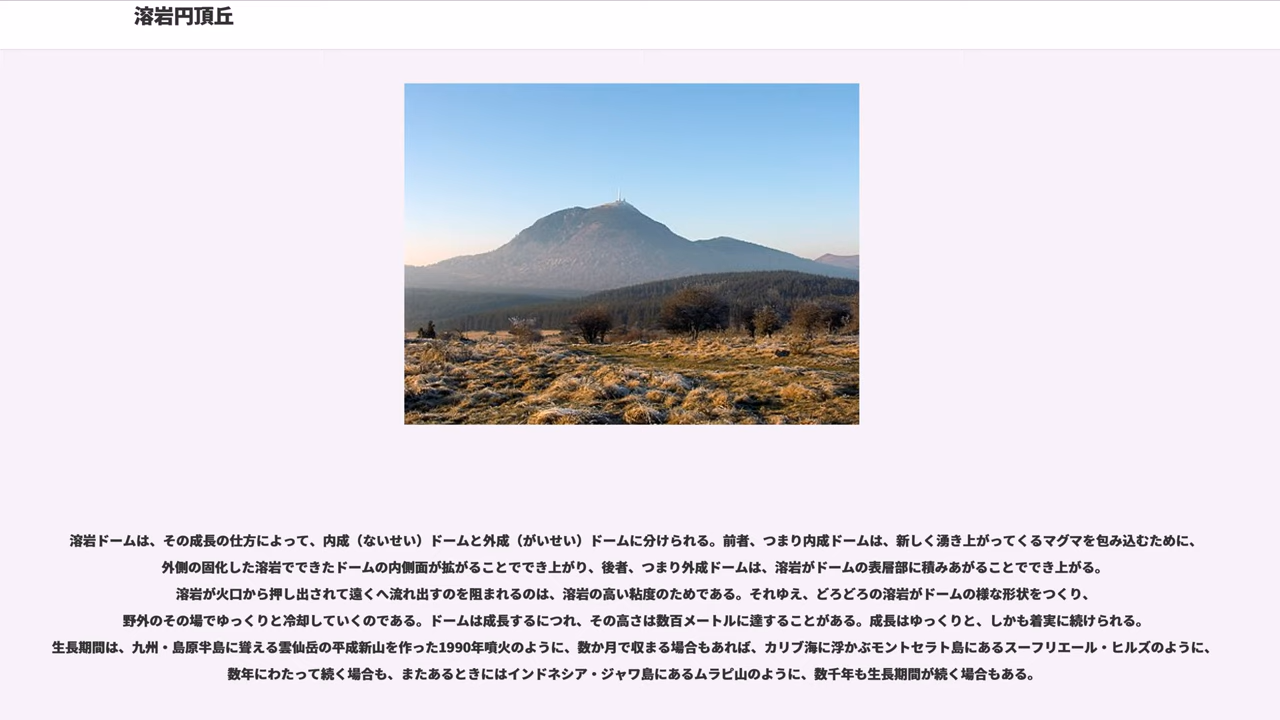 溶岩円頂丘
溶岩ドームは、その成長の仕方によって、内成（ないせい）ドームと外成（がいせい）ドームに分けられる。前者、つまり内成ドームは、新しく湧き上がってくるマグマを包み込むために、
外側の固化した溶岩でできたドームの内側面が拡がることででき上がり、後者、つまり外成ドームは、溶岩がドームの表層部に積みあがることででき上がる。
溶岩が火口から押し出されて遠くへ流れ出すのを阻まれるのは、溶岩の高い粘度のためである。それゆえ、どろどろの溶岩がドームの様な形状をつくり、
野外のその場でゆっくりと冷却していくのである。ドームは成長するにつれ、その高さは数百メートルに達することがある。成長はゆっくりと、しかも着実に続けられる。
生長期間は、九州・島原半島に聳える雲仙岳の平成新山を作った1990年噴火のように、数か月で収まる場合もあれば、カリブ海に浮かぶモントセラト島にあるスーフリエール・ヒルズのように、
数年にわたって続く場合も、またあるときにはインドネシア・ジャワ島にあるムラピ山のように、数千年も生長期間が続く場合もある。